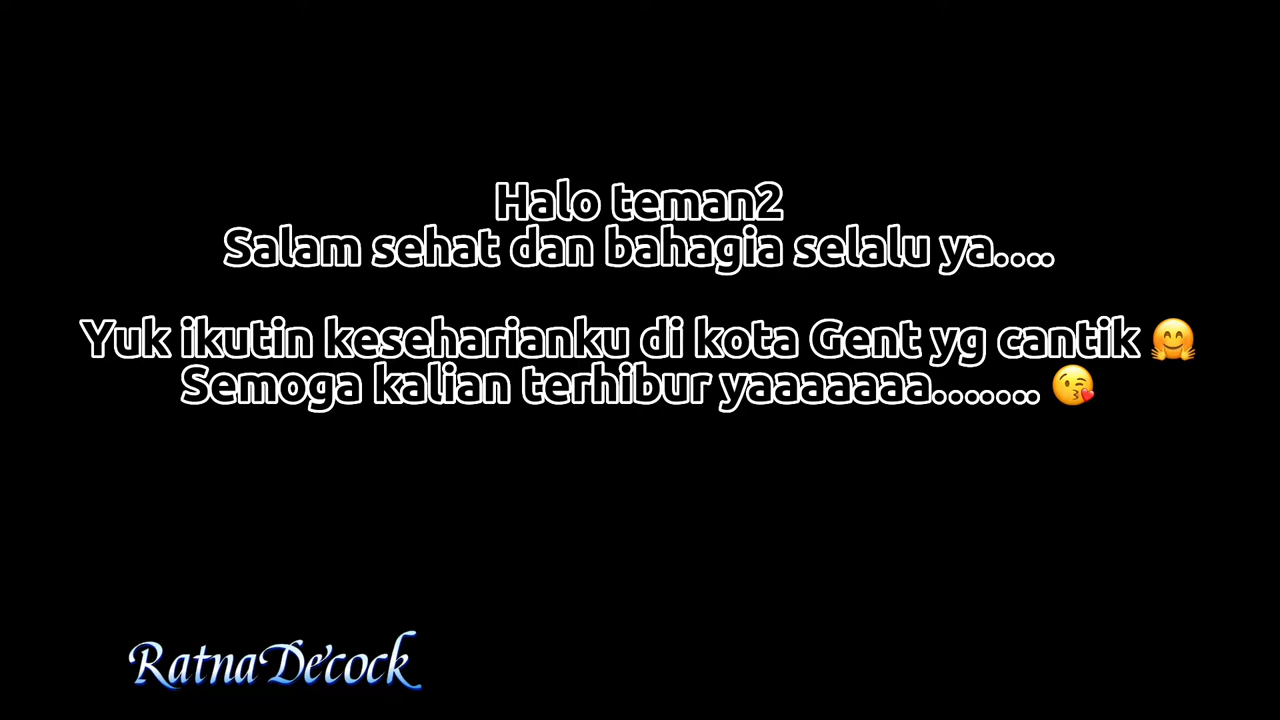 Halo teman2
Salam sehat dan bahagia selalu ya....
Yuk ikutin keseharianku di kota Gent yg cantik 🤗
Semoga kalian terhibur yaaaaaaa....... 😘
RatnaDe'cock